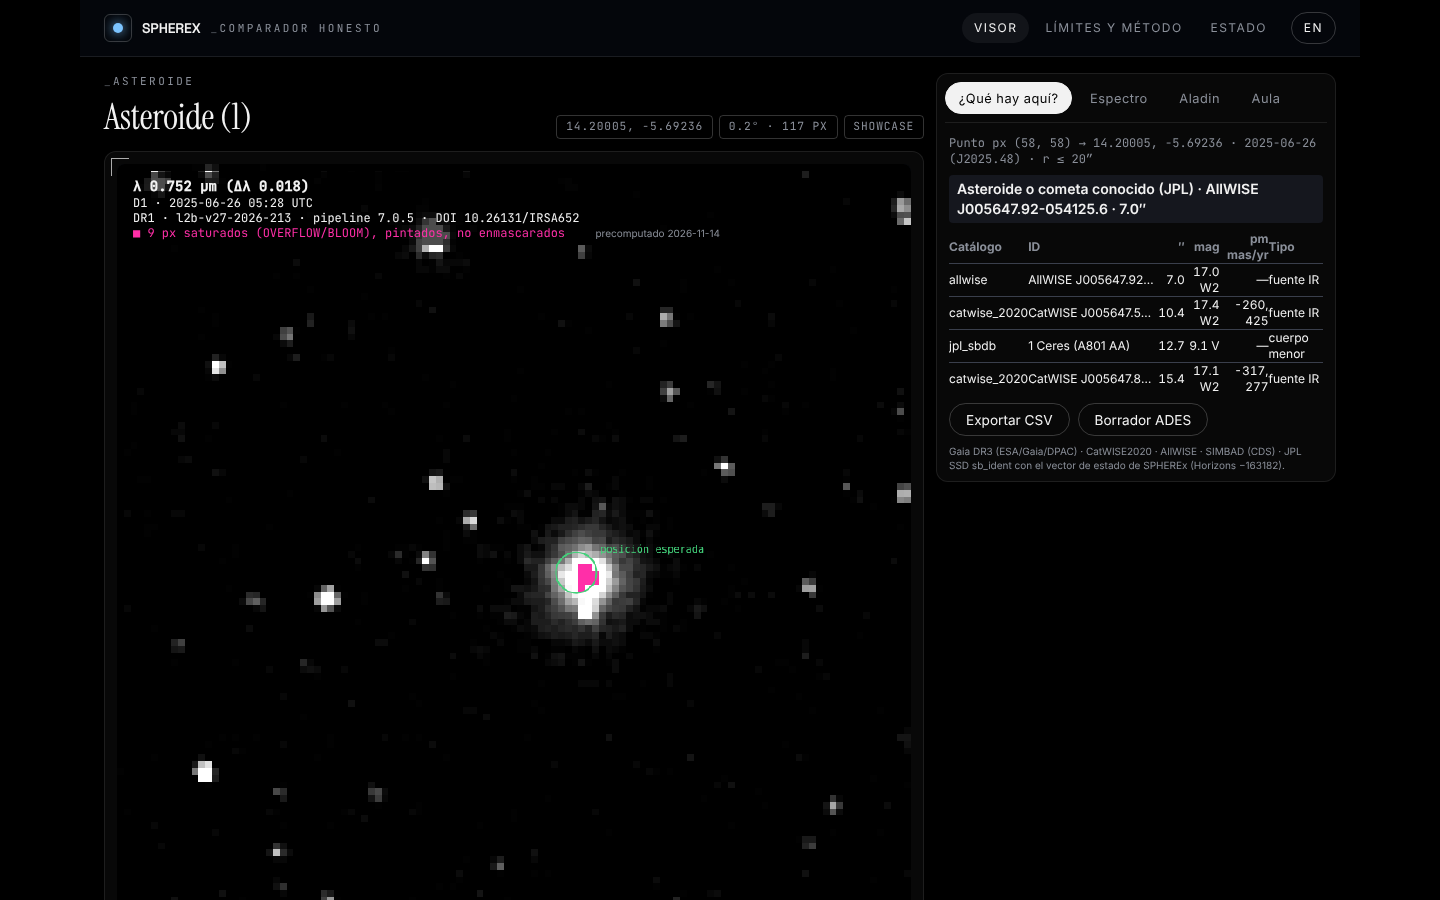 SPHEREX _COMPARADOR HONESTO
VISOR LÍMITES Y MÉTODO ESTADO EN
_ASTEROIDE
Asteroide (1)
14.20005, -5.69236 0.2° · 117 PX SHOWCASE
λ 0.752 µm (Δλ 0.018)
D1 · 2025-06-26 05:28 UTC
DR1 · l2b-v27-2026-213 · pipeline 7.0.5 · DOI 10.26131/IRSA652
■ 9 px saturados (OVERFLOW/BLOOM), pintados, no enmascarados precomputado 2026-11-14
posición esperada
¿Qué hay aquí? Espectro Aladin Aula
Punto px (58, 58) → 14.20005, -5.69236 · 2025-06-26
(J2025.48) · r ≤ 20″
Asteroide o cometa conocido (JPL) · AllWISE
J005647.92-054125.6 · 7.0″
Catálogo ID ″ mag pm mas/yr Tipo
allwise AllWISE J005647.92… 7.0 17.0 W2 — fuente IR
catwise_2020 CatWISE J005647.5… 10.4 17.4 W2 -260, 425 fuente IR
jpl_sbdb 1 Ceres (A801 AA) 12.7 9.1 V — cuerpo menor
catwise_2020 CatWISE J005647.8… 15.4 17.1 W2 -317, 277 fuente IR
Exportar CSV Borrador ADES
Gaia DR3 (ESA/Gaia/DPAC) · CatWISE2020 · AllWISE · SIMBAD (CDS) · JPL
SSD sb_ident con el vector de estado de SPHEREx (Horizons −163182).